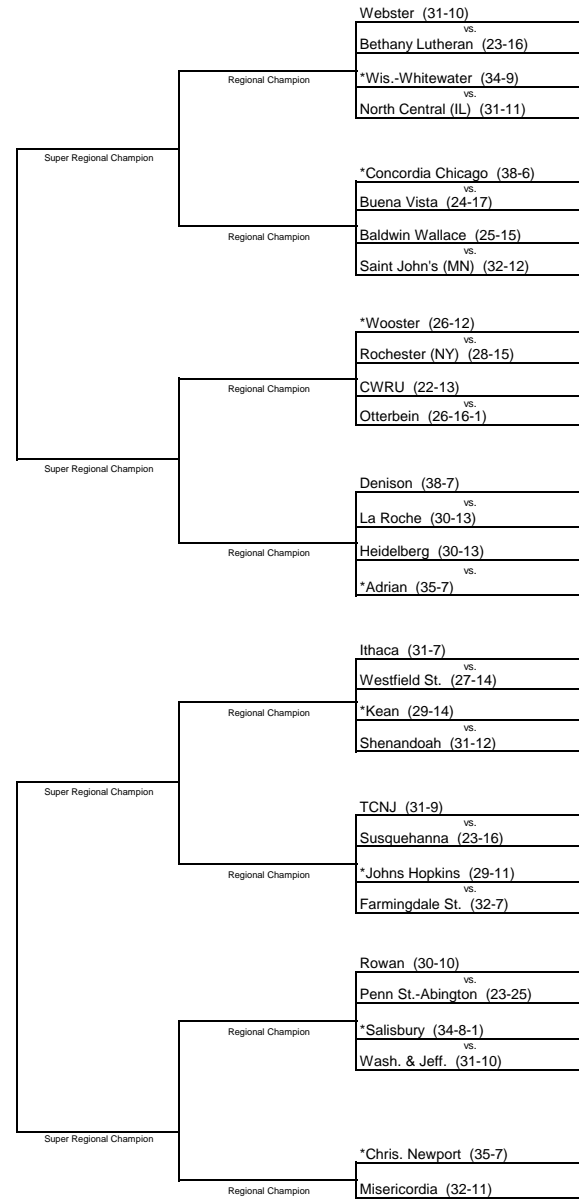 Webster (31-10)
vs.
Bethany Lutheran (23-16)
Regional Champion
*Wis.-Whitewater (34-9)
vs.
North Central (IL) (31-11)
Super Regional Champion
*Concordia Chicago (38-6)
vs.
Buena Vista (24-17)
Regional Champion
Baldwin Wallace (25-15)
vs.
Saint John's (MN) (32-12)
*Wooster (26-12)
vs.
Rochester (NY) (28-15)
Regional Champion
CWRU (22-13)
vs.
Otterbein (26-16-1)
Super Regional Champion
Denison (38-7)
vs.
La Roche (30-13)
Regional Champion
Heidelberg (30-13)
vs.
*Adrian (35-7)
Ithaca (31-7)
vs.
Westfield St. (27-14)
Regional Champion
*Kean (29-14)
vs.
Shenandoah (31-12)
Super Regional Champion
TCNJ (31-9)
vs.
Susquehanna (23-16)
Regional Champion
*Johns Hopkins (29-11)
vs.
Farmingdale St. (32-7)
Rowan (30-10)
vs.
Penn St.-Abington (23-25)
Regional Champion
*Salisbury (34-8-1)
vs.
Wash. & Jeff. (31-10)
Super Regional Champion
*Chris. Newport (35-7)
Regional Champion
Misericordia (32-11)